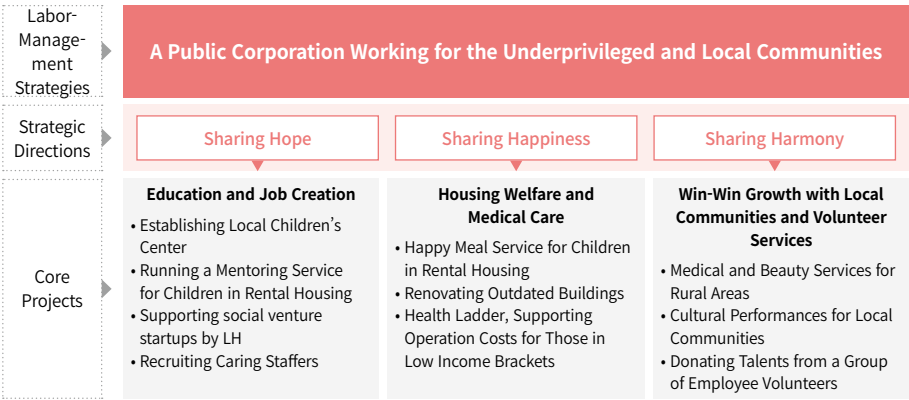 Labor-
Manage-
ment
Strategies
A Public Corporation Working for the Underprivileged and Local Communities
Strategic
Directions
Sharing Hope
Sharing Happiness
Sharing Harmony
Core
Projects
Education and Job Creation
• Establishing Local Children’s
Center
• Running a Mentoring Service
for Children in Rental Housing
• Supporting social venture
startups by LH
• Recruiting Caring Staffers
Housing Welfare and
Medical Care
• Happy Meal Service for Children
in Rental Housing
• Renovating Outdated Buildings
• Health Ladder, Supporting
Operation Costs for Those in
Low Income Brackets
Win-Win Growth with Local
Communities and Volunteer
Services
• Medical and Beauty Services for
Rural Areas
• Cultural Performances for Local
Communities
• Donating Talents from a Group
of Employee Volunteers